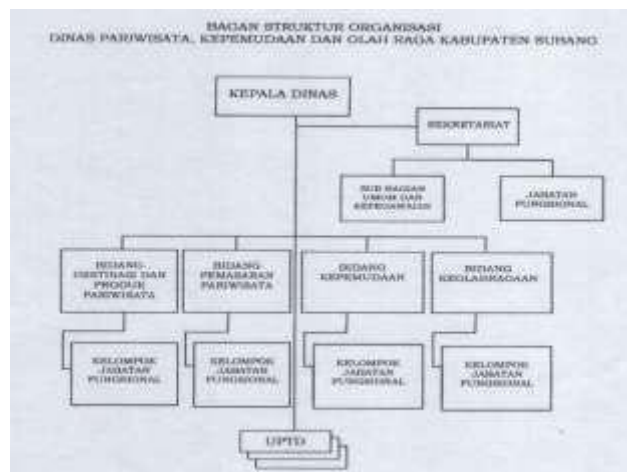 BAGAN STRUKTUR ORGANISASI
DINAS PARIWISATA, KEPEMUDAAN DAN OLAH RAGA KABUPATEN SUBANG
KEPALA DINAS
SEKRETARIAT
SUB BAGIAN
UMUM DAN
KEPEGAWAIAN
JABATAN
FUNGSIONAL
BIDANG
DESTINASI DAN
PRODUK
PARIWISATA
BIDANG
PEMASARAN
PARIWISATA
BIDANG
KEPEMUDAAN
BIDANG
KEOLAHRAGAAN
KELOMPOK
JABATAN
FUNGSIONAL
KELOMPOK
JABATAN
FUNGSIONAL
KELOMPOK
JABATAN
FUNGSIONAL
KELOMPOK
JABATAN
FUNGSIONAL
UPTD